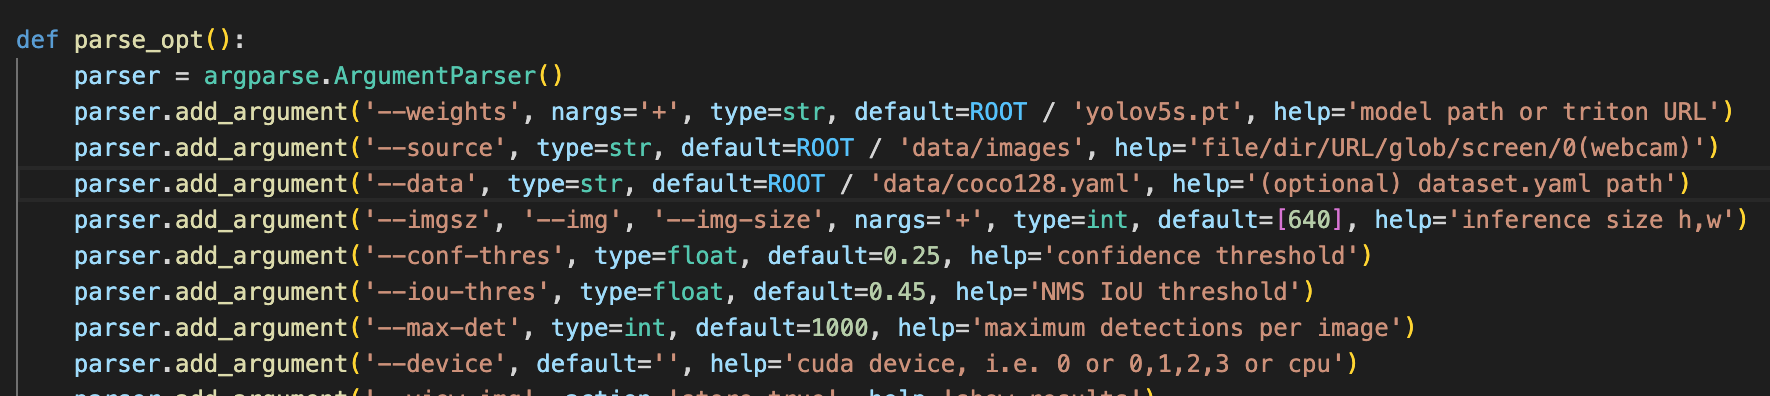 def parse_opt():
    parser = argparse.ArgumentParser()
    parser.add_argument('--weights', nargs='+', type=str, default=ROOT / 'yolov5s.pt', help='model path or triton URL')
    parser.add_argument('--source', type=str, default=ROOT / 'data/images', help='file/dir/URL/glob/screen/0(webcam)')
    parser.add_argument('--data', type=str, default=ROOT / 'data/coco128.yaml', help='(optional) dataset.yaml path')
    parser.add_argument('--imgsz', '--img', '--img-size', nargs='+', type=int, default=[640], help='inference size h,w')
    parser.add_argument('--conf-thres', type=float, default=0.25, help='confidence threshold')
    parser.add_argument('--iou-thres', type=float, default=0.45, help='NMS IoU threshold')
    parser.add_argument('--max-det', type=int, default=1000, help='maximum detections per image')
    parser.add_argument('--device', default='', help='cuda device, i.e. 0 or 0,1,2,3 or cpu')